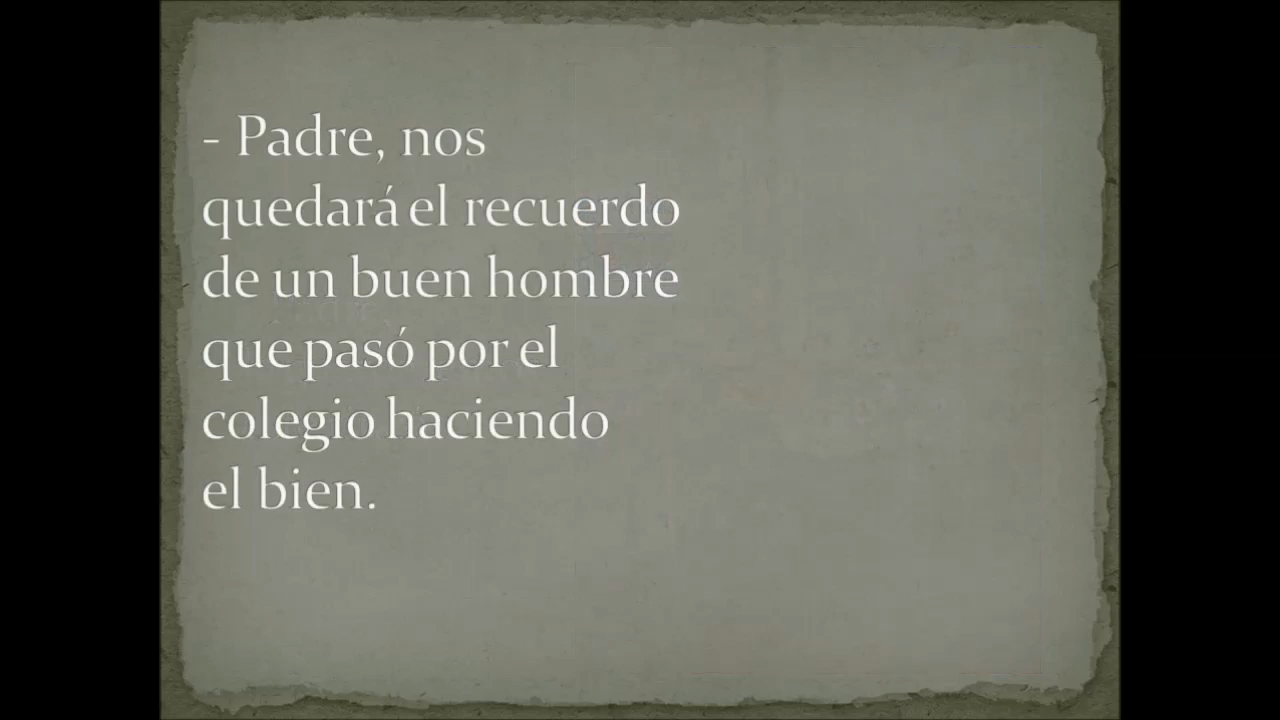 - Padre, nos
quedará el recuerdo
de un buen hombre
que pasó por el
colegio haciendo
el bien.